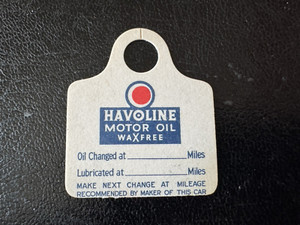 HAVOLINE
MOTOR OIL
WAXFREE
Oil Changed at Miles
Lubricated at Miles
MAKE NEXT CHANGE AT MILEAGE
RECOMMENDED BY MAKER OF THIS CAR